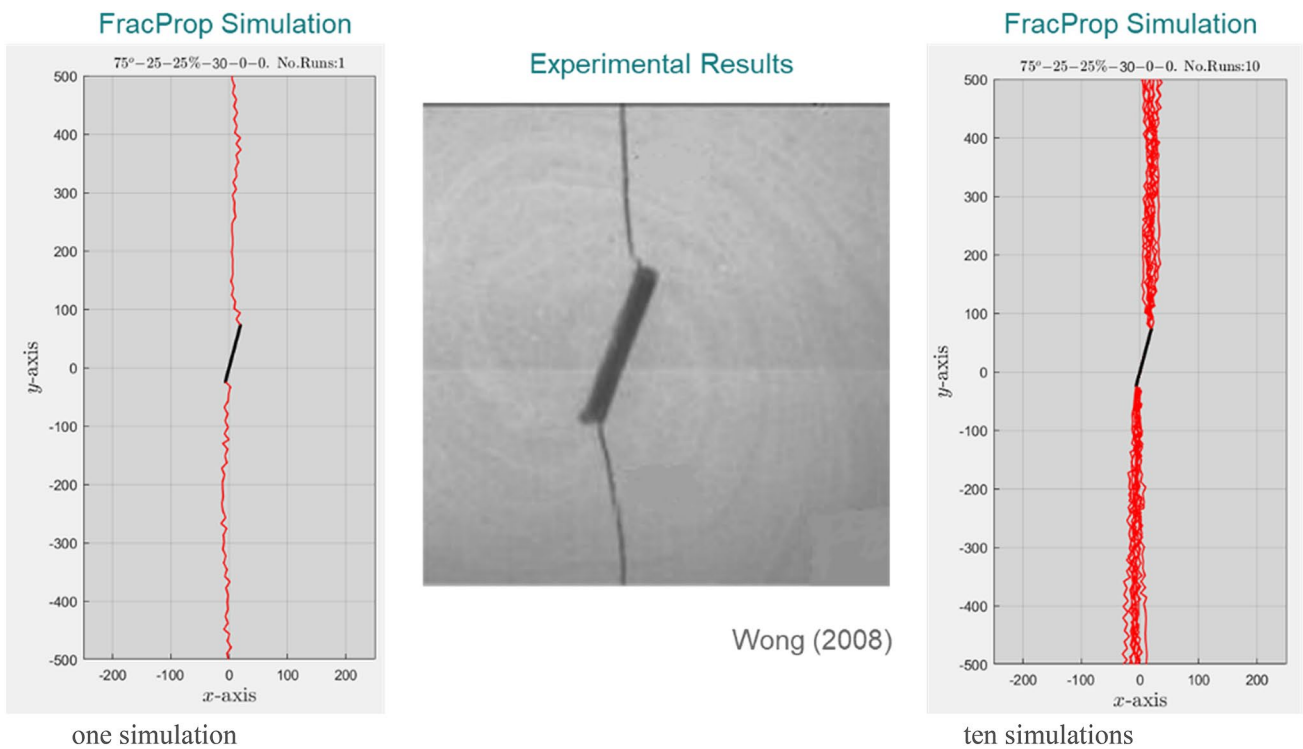 FracProp Simulation
75°−25−25%−30−0−0. No.Runs:1
500
400
300
200
100
0
-100
-200
-300
-400
-500
y-axis
-200
-100
0
100
200
x-axis
one simulation
Experimental Results
Wong (2008)
FracProp Simulation
75°−25−25%−30−0−0. No.Runs:10
500
400
300
200
100
0
-100
-200
-300
-400
-500
y-axis
-200
-100
0
100
200
x-axis
ten simulations